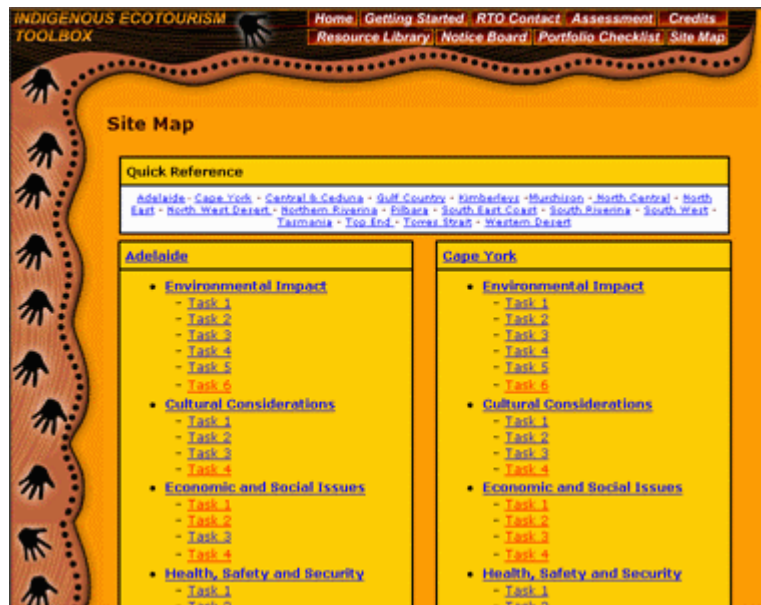 INDIGENOUS ECOTOURISM
TOOLBOX
Home Getting Started RTO Contact Assessment Credits
Resource Library Notice Board Portfolio Checklist Site Map
Site Map
Quick Reference
Adelaide - Cape York - Central & Ceduna - Gulf Country - Kimberleys -Murchison - North Central - North
East - North West Desert - Northern Riverina - Pilbara - South East Coast - South Riverina - South West -
Tasmania - Top End - Torres Strait - Western Desert
Adelaide
• Environmental Impact
- Task 1
- Task 2
- Task 3
- Task 4
- Task 5
- Task 6
• Cultural Considerations
- Task 1
- Task 2
- Task 3
- Task 4
• Economic and Social Issues
- Task 1
- Task 2
- Task 3
- Task 4
• Health, Safety and Security
- Task 1
Cape York
• Environmental Impact
- Task 1
- Task 2
- Task 3
- Task 4
- Task 5
- Task 6
• Cultural Considerations
- Task 1
- Task 2
- Task 3
- Task 4
• Economic and Social Issues
- Task 1
- Task 2
- Task 3
- Task 4
• Health, Safety and Security
- Task 1